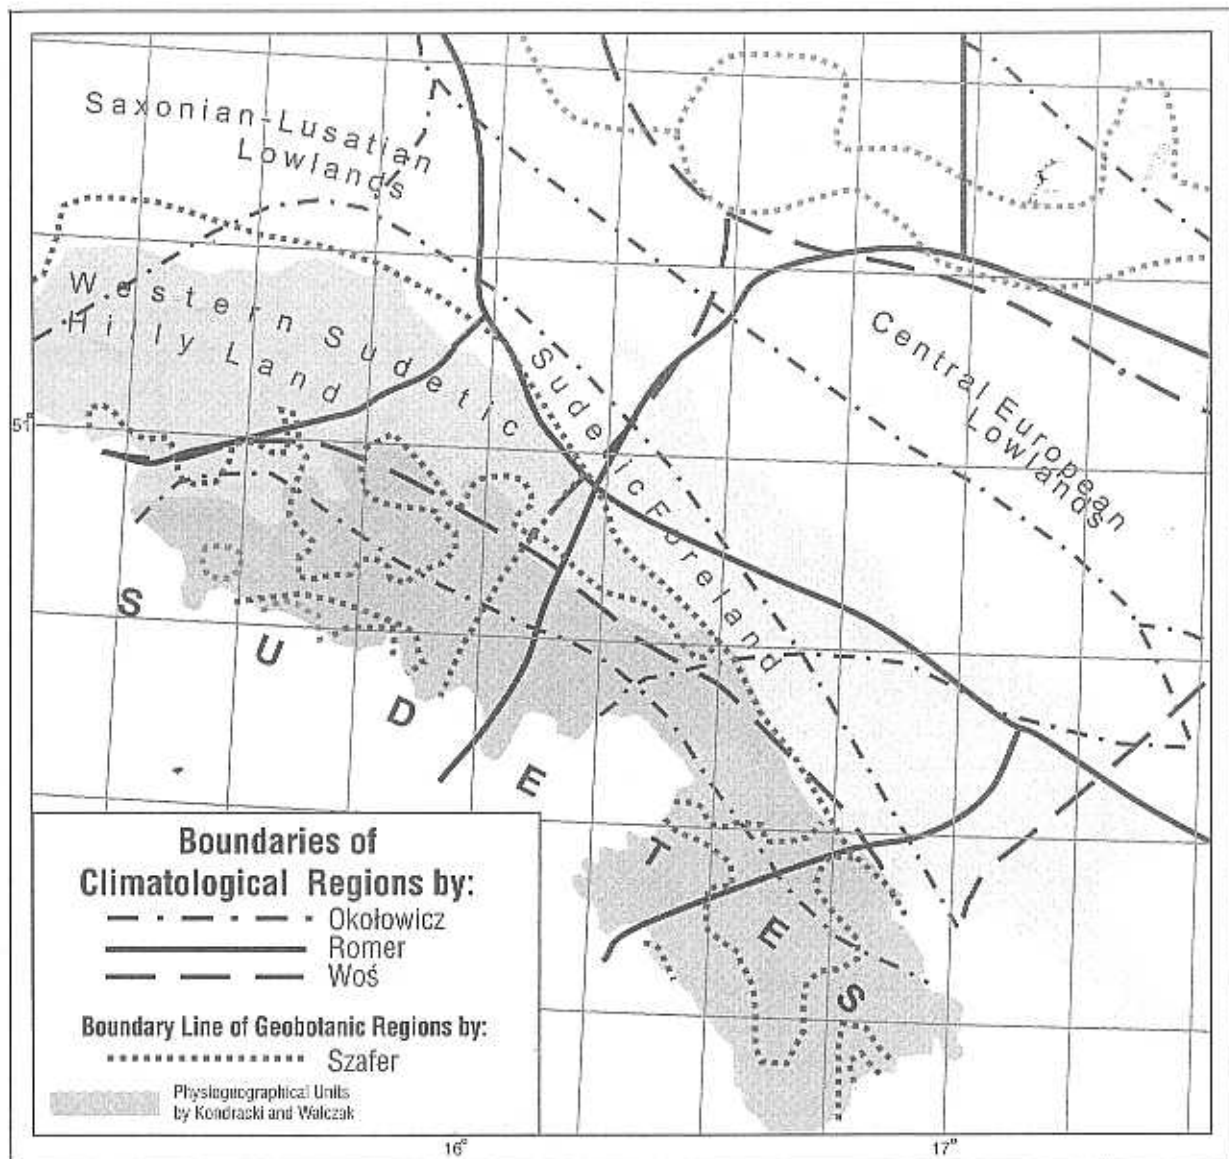 Saxonian-Lusatian
Lowlands
Western Sudetic
Hilly Land
Sudetic Foreland
Central European
Lowlands
51°
SUDETES
Boundaries of
Climatological Regions by:
Okołowicz
Romer
Woś
Boundary Line of Geobotanic Regions by:
Szafer
Physiogeographical Units
by Kondracki and Walczak
16°
17°